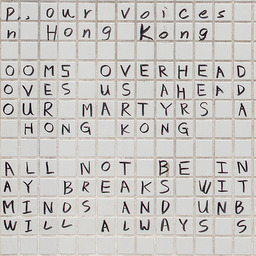 p., our voices
n Hong Kong
OOMS OVERHEAD
OVES US AHEAD
OUR MARTYRS A
HONG KONG
ALL NOT BE IN
AY BREAKS WIT
MINDS AND UNB
WILL ALWAYS S